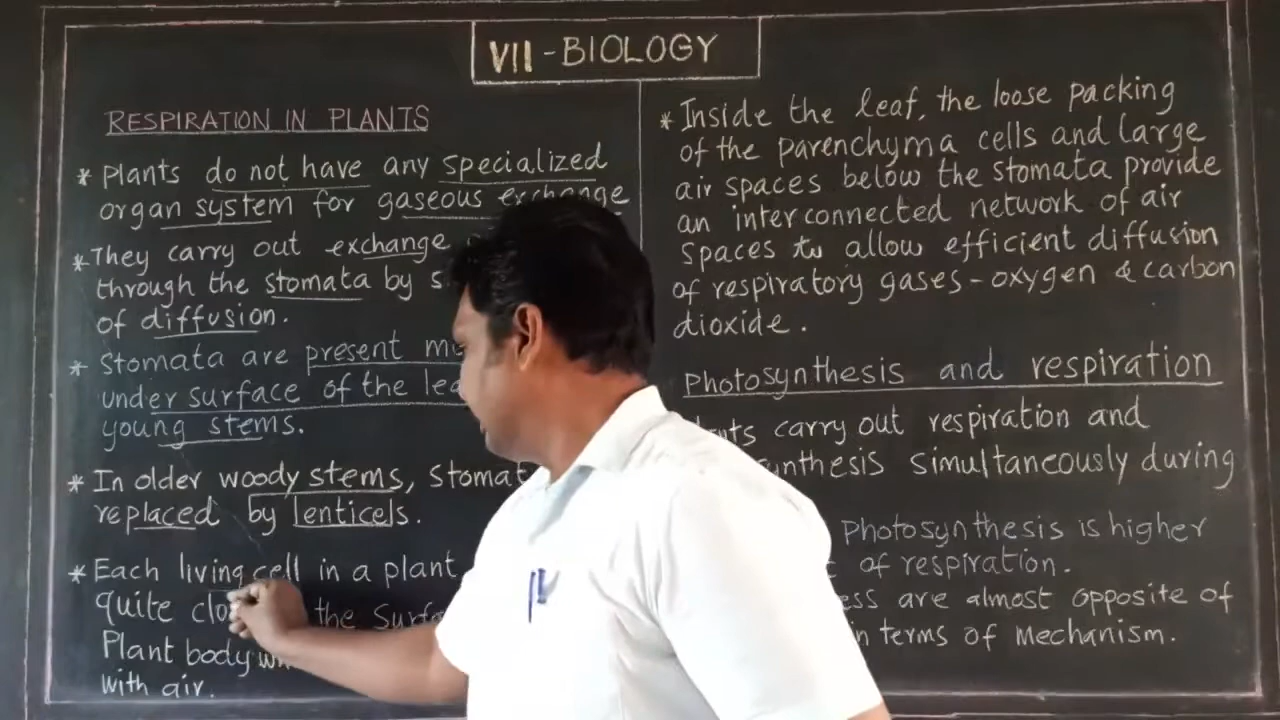 VII - BIOLOGY
RESPIRATION IN PLANTS
* Plants do not have any specialized
organ system for gaseous exchange
* They carry out exchange
through the stomata by
of diffusion.
* Stomata are present
under surface of the
young stems.
* In older woody stems,
replaced by lenticels.
* Each living cell in a plant
quite the
Plant body
with air.
* Inside the leaf, the loose packing
of the parenchyma cells and large
air spaces below the stomata provide
an interconnected network of air
spaces to allow efficient diffusion
of respiratory gases - oxygen & carbon
dioxide.
Photosynthesis and respiration
carry out respiration and
simultaneously during
Photosynthesis is higher
of respiration.
are almost opposite of
in terms of mechanism.